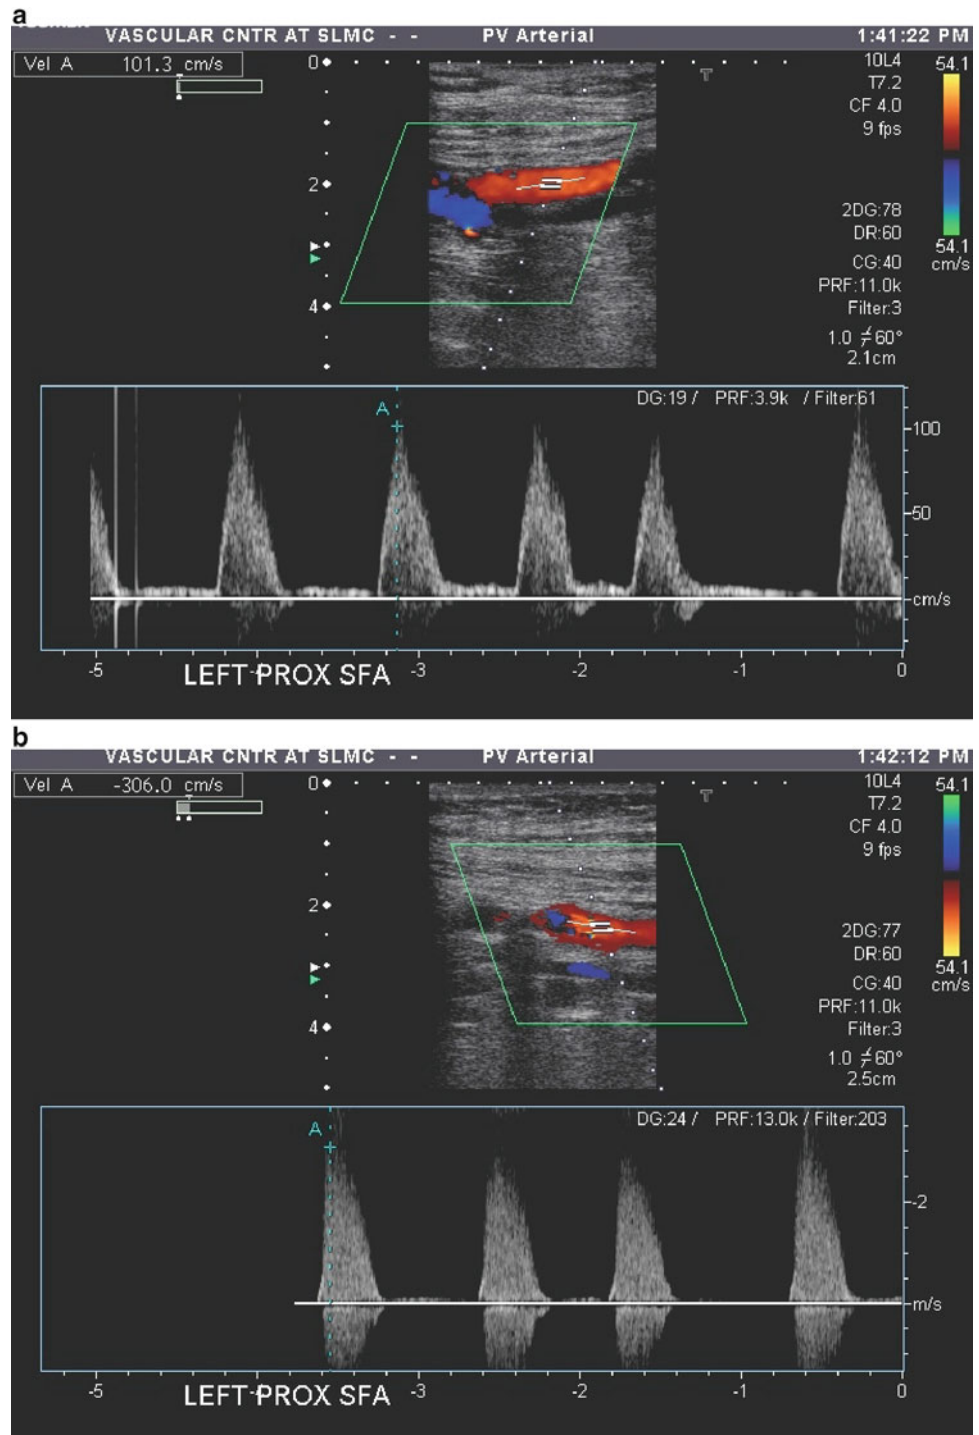 a
VASCULAR CNTR AT SLMC - - PV Arterial 1:41:22 PM
Vel A 101.3 cm/s
0
2
4
10L4
T7.2
CF 4.0
9 fps
2DG:78
DR:60
CG:40
PRF:11.0k
Filter:3
1.0 60°
2.1cm
54.1
54.1
cm/s
DG:19 / PRF:3.9k / Filter:61
A
100
50
cm/s
-5 -4 -3 -2 -1 0
LEFT PROX SFA
b
VASCULAR CNTR AT SLMC - - PV Arterial 1:42:12 PM
Vel A -306.0 cm/s
0
2
4
10L4
T7.2
CF 4.0
9 fps
2DG:77
DR:60
CG:40
PRF:11.0k
Filter:3
1.0 60°
2.5cm
54.1
54.1
cm/s
DG:24 / PRF:13.0k / Filter:203
A
-2
m/s
-5 -4 -3 -2 -1 0
LEFT PROX SFA